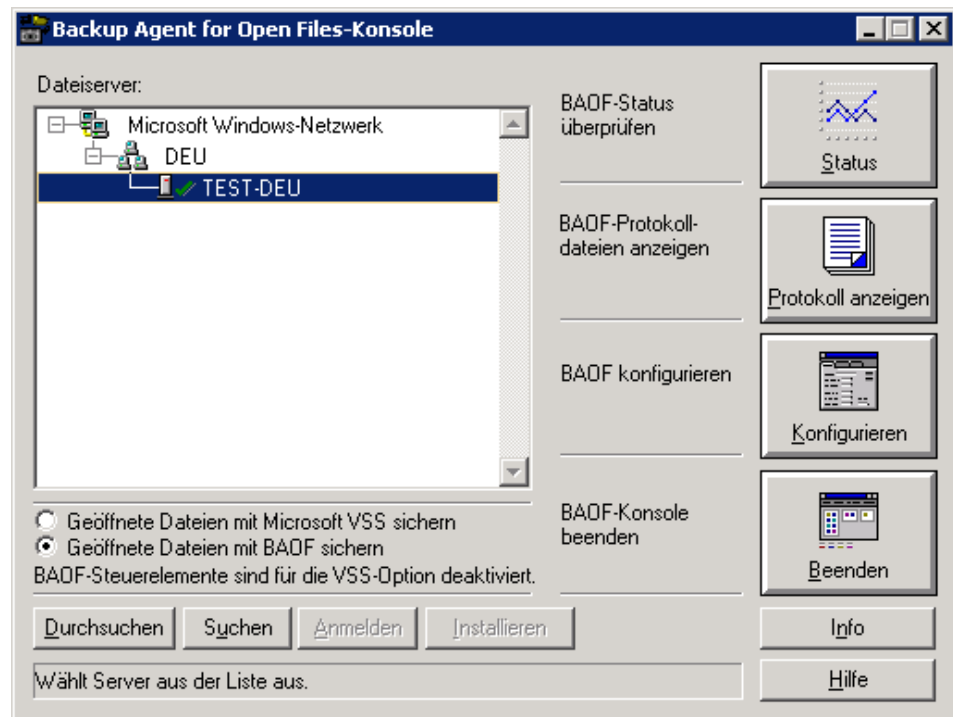 Backup Agent for Open Files-Konsole
Dateiserver:
Microsoft Windows-Netzwerk
DEU
TEST-DEU
BAOF-Status
überprüfen
Status
BAOF-Protokoll-
dateien anzeigen
Protokoll anzeigen
BAOF konfigurieren
Konfigurieren
BAOF-Konsole
beenden
Beenden
Geöffnete Dateien mit Microsoft VSS sichern
Geöffnete Dateien mit BAOF sichern
BAOF-Steuerelemente sind für die VSS-Option deaktiviert.
Durchsuchen
Suchen
Anmelden
Installieren
Info
Wählt Server aus der Liste aus.
Hilfe